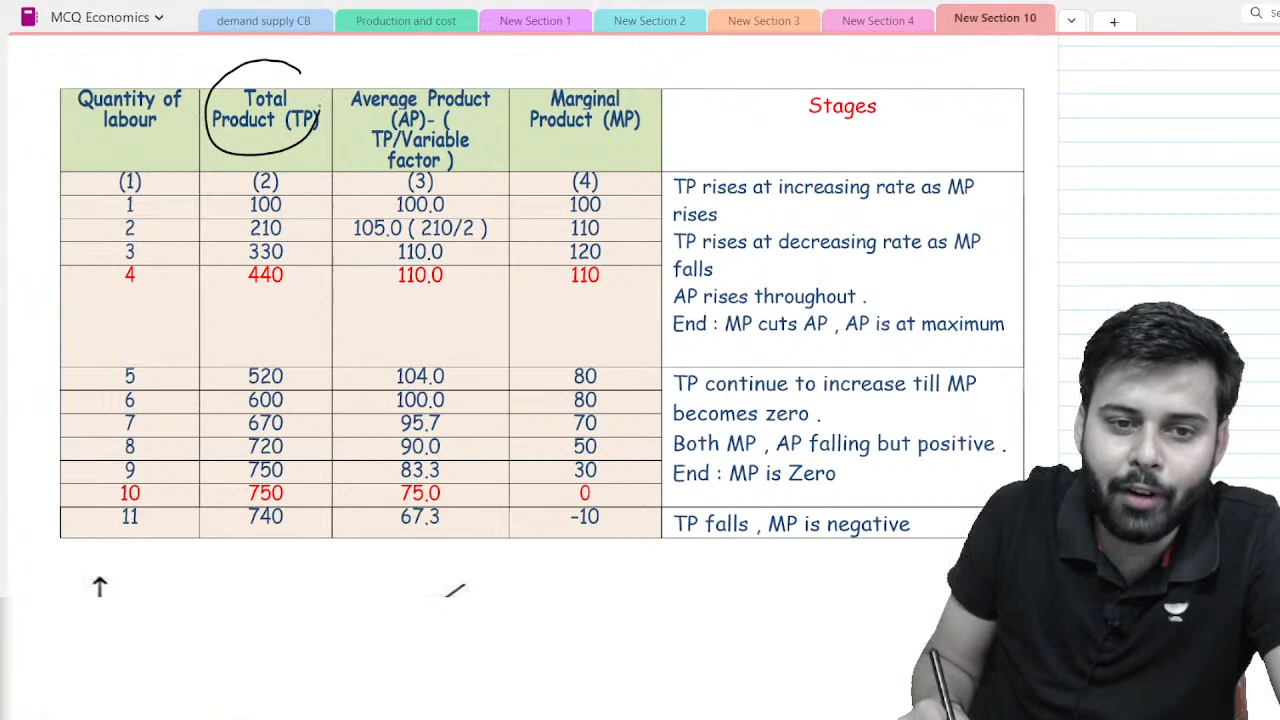 MCQ Economics
demand supply CB
Production and cost
New Section 1
New Section 2
New Section 3
New Section 4
New Section 10
+
Quantity of labour
Total Product (TP)
Average Product (AP)- ( TP/Variable factor )
Marginal Product (MP)
Stages
(1) (2) (3) (4)
1 100 100.0 100
2 210 105.0 ( 210/2 ) 110
3 330 110.0 120
4 440 110.0 110
TP rises at increasing rate as MP
rises
TP rises at decreasing rate as MP
falls
AP rises throughout .
End : MP cuts AP , AP is at maximum
5 520 104.0 80
6 600 100.0 80
7 670 95.7 70
8 720 90.0 50
9 750 83.3 30
10 750 75.0 0
TP continue to increase till MP
becomes zero .
Both MP , AP falling but positive .
End : MP is Zero
11 740 67.3 -10
TP falls , MP is negative